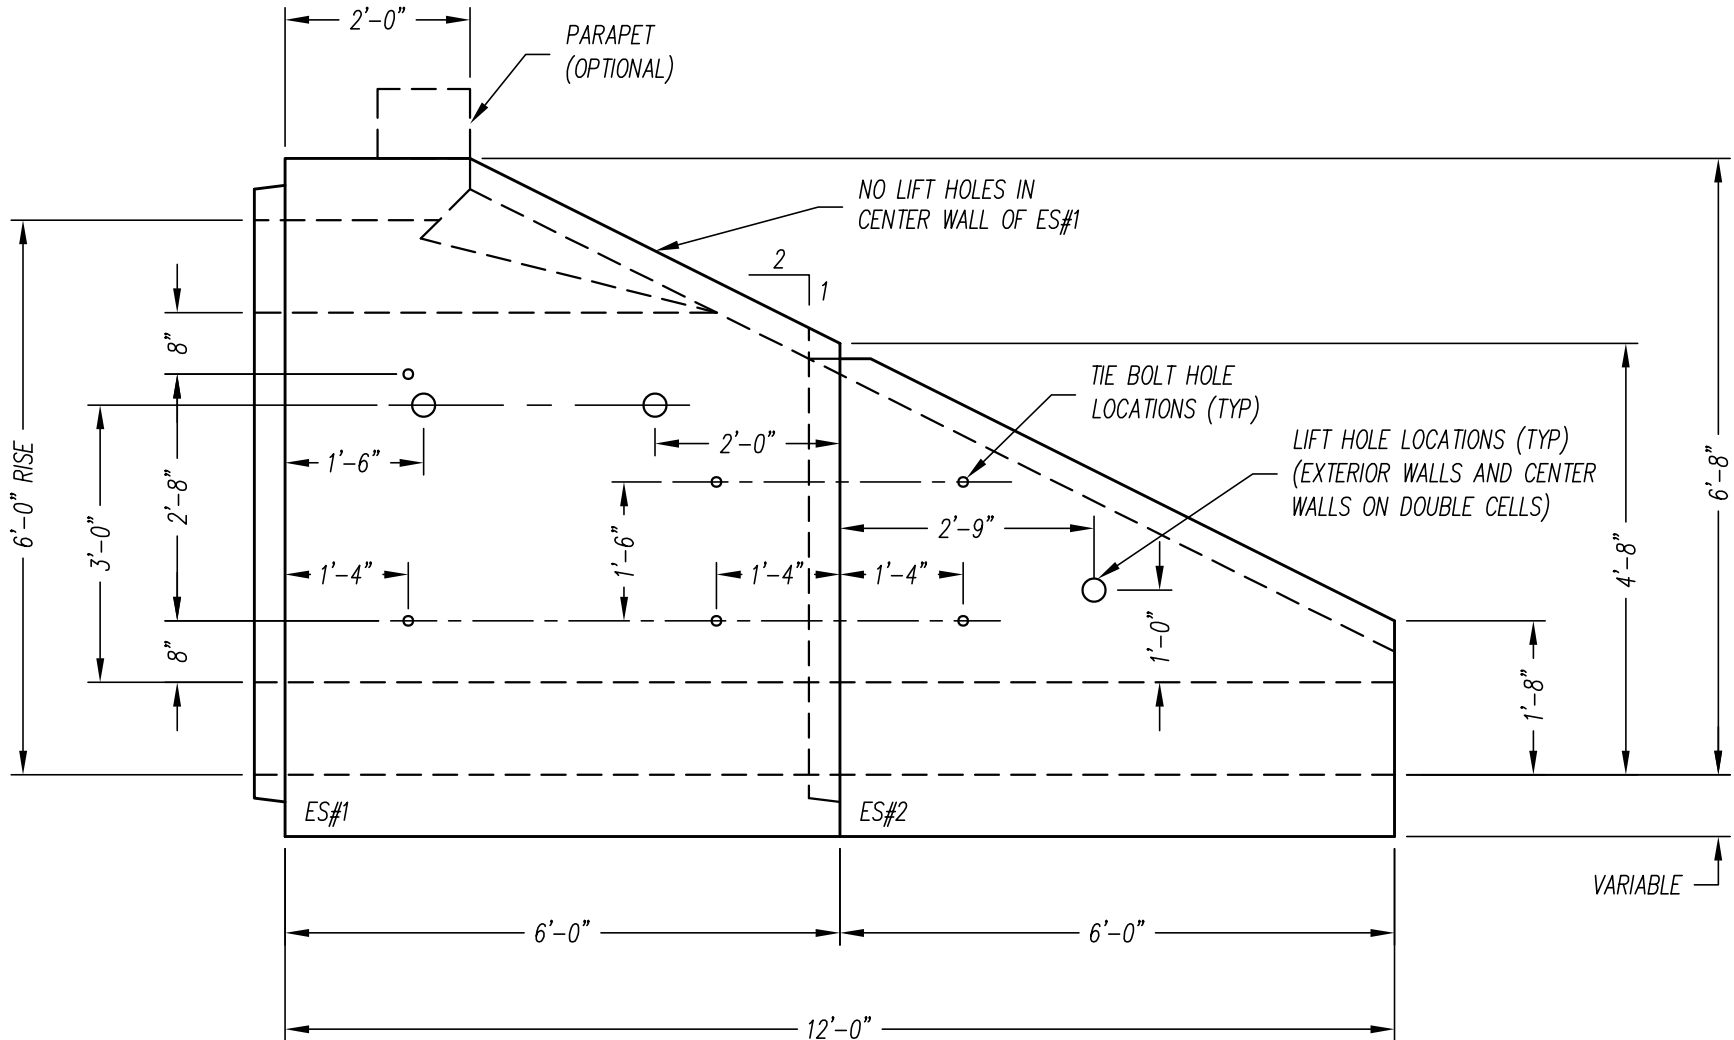 2'-0"
PARAPET
(OPTIONAL)
NO LIFT HOLES IN
CENTER WALL OF ES#1
2
1
8"
TIE BOLT HOLE
LOCATIONS (TYP)
LIFT HOLE LOCATIONS (TYP)
(EXTERIOR WALLS AND CENTER
WALLS ON DOUBLE CELLS)
2'-0"
1'-6"
6'-0" RISE
3'-0"
2'-8"
6'-8"
1'-6"
2'-9"
4'-8"
1'-4"
1'-4"
1'-4"
1'-0"
8"
1'-8"
ES#1
ES#2
VARIABLE
6'-0"
6'-0"
12'-0"